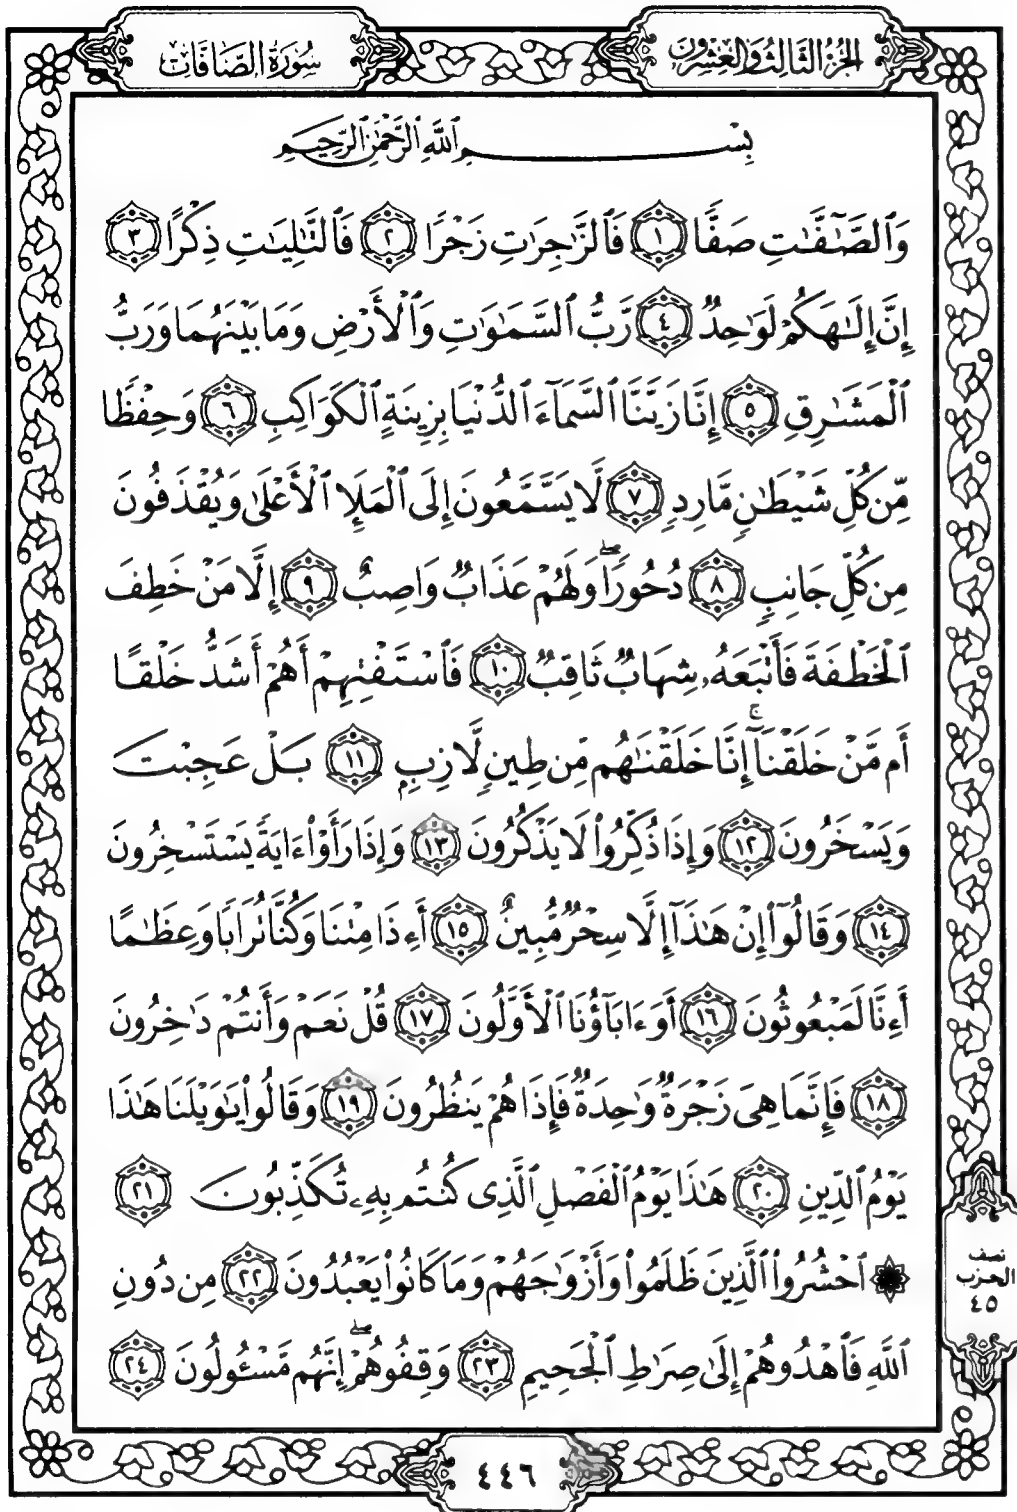 الجزء الثالث والعشرون
سورة الصافات
بِسْمِ ٱللَّهِ ٱلرَّحْمَٰنِ ٱلرَّحِيمِ
وَٱلصَّٰٓفَّٰتِ صَفًّا ١ فَٱلزَّٰجِرَٰتِ زَجْرًا ٢ فَٱلتَّٰلِيَٰتِ ذِكْرًا ٣
إِنَّ إِلَٰهَكُمْ لَوَٰحِدٌ ٤ رَّبُّ ٱلسَّمَٰوَٰتِ وَٱلْأَرْضِ وَمَا بَيْنَهُمَا وَرَبُّ
ٱلْمَشَٰرِقِ ٥ إِنَّا زَيَّنَّا ٱلسَّمَآءَ ٱلدُّنْيَا بِزِينَةٍ ٱلْكَوَاكِبِ ٦ وَحِفْظًا
مِّن كُلِّ شَيْطَٰنٍ مَّارِدٍ ٧ لَّا يَسَّمَّعُونَ إِلَى ٱلْمَلَإِ ٱلْأَعْلَىٰ وَيُقْذَفُونَ
مِن كُلِّ جَانِبٍ ٨ دُحُورًا ۖ وَلَهُمْ عَذَابٌ وَاصِبٌ ٩ إِلَّا مَنْ خَطِفَ
ٱلْخَطْفَةَ فَأَتْبَعَهُۥ شِهَابٌ ثَاقِبٌ ١٠ فَٱسْتَفْتِهِمْ أَهُمْ أَشَدُّ خَلْقًا
أَم مَّنْ خَلَقْنَآ ۚ إِنَّا خَلَقْنَٰهُم مِّن طِينٍ لَّازِبٍ ١١ بَلْ عَجِبْتَ
وَيَسْخَرُونَ ١٢ وَإِذَا ذُكِّرُوا۟ لَا يَذْكُرُونَ ١٣ وَإِذَا رَأَوْا۟ ءَايَةً يَسْتَسْخِرُونَ
١٤ وَقَالُوٓا۟ إِنْ هَٰذَآ إِلَّا سِحْرٌ مُّبِينٌ ١٥ أَءِذَا مِتْنَا وَكُنَّا تُرَابًا وَعِظَٰمًا
أَءِنَّا لَمَبْعُوثُونَ ١٦ أَوَءَابَآؤُنَا ٱلْأَوَّلُونَ ١٧ قُلْ نَعَمْ وَأَنتُمْ دَٰخِرُونَ
١٨ فَإِنَّمَا هِىَ زَجْرَةٌ وَٰحِدَةٌ فَإِذَا هُمْ يَنظُرُونَ ١٩ وَقَالُوا۟ يَٰوَيْلَنَا هَٰذَا
يَوْمُ ٱلدِّينِ ٢٠ هَٰذَا يَوْمُ ٱلْفَصْلِ ٱلَّذِى كُنتُم بِهِۦ تُكَذِّبُونَ ٢١
۞ ٱحْشُرُوا۟ ٱلَّذِينَ ظَلَمُوا۟ وَأَزْوَٰجَهُمْ وَمَا كَانُوا۟ يَعْبُدُونَ ٢٢ مِن دُونِ
ٱللَّهِ فَٱهْدُوهُمْ إِلَىٰ صِرَٰطِ ٱلْجَحِيمِ ٢٣ وَقِفُوهُمْ ۖ إِنَّهُم مَّسْـُٔولُونَ ٢٤
نصف
الحزب
٤٥
٤٤٦